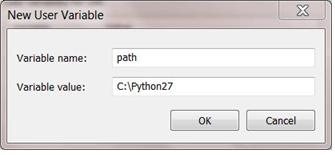 New User Variable
Variable name: path
Variable value: C:\Python27
OK Cancel